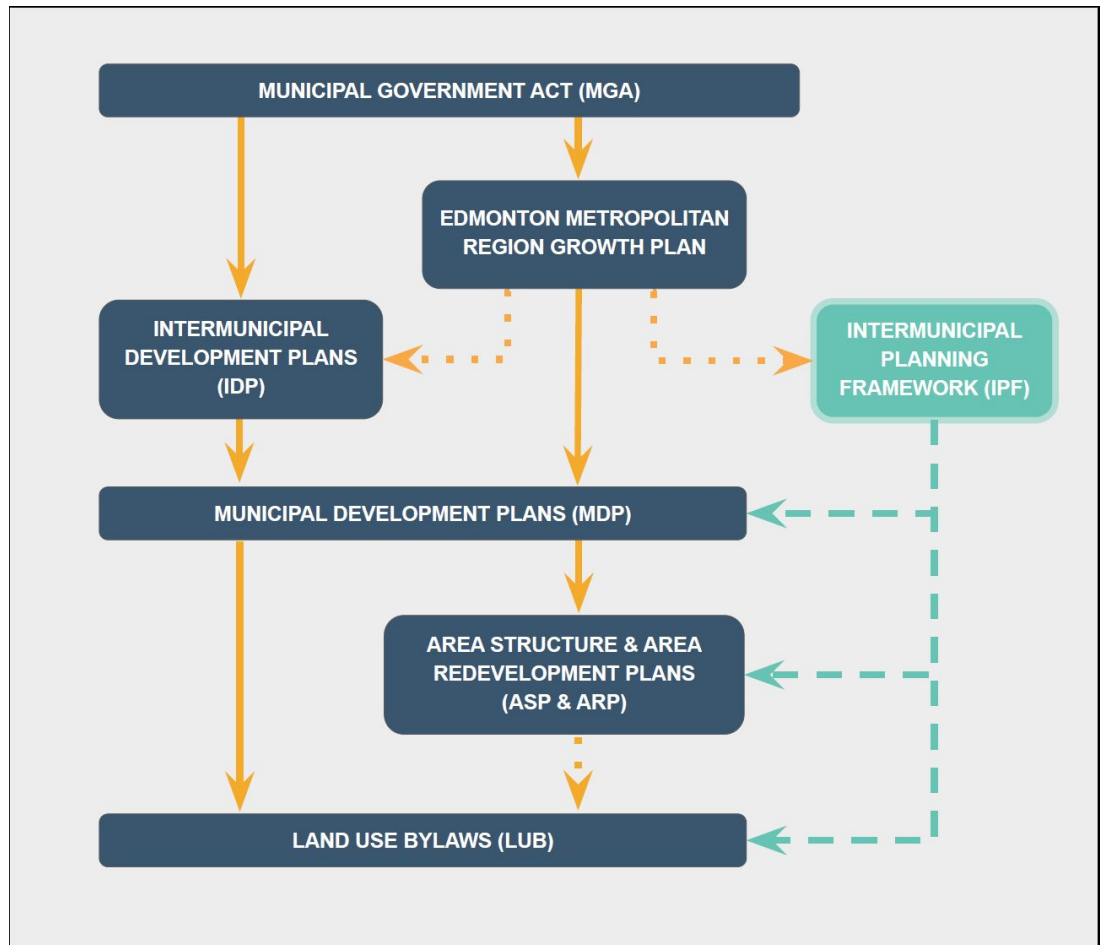 MUNICIPAL GOVERNMENT ACT (MGA)
EDMONTON METROPOLITAN
REGION GROWTH PLAN
INTERMUNICIPAL
DEVELOPMENT PLANS
(IDP)
INTERMUNICIPAL
PLANNING
FRAMEWORK (IPF)
MUNICIPAL DEVELOPMENT PLANS (MDP)
AREA STRUCTURE & AREA
REDEVELOPMENT PLANS
(ASP & ARP)
LAND USE BYLAWS (LUB)